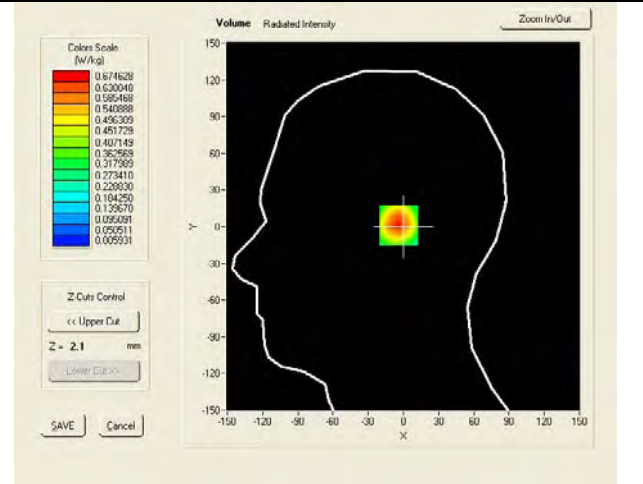 Volume Radiated Intensity
Zoom In/Out
Colors Scale
(W/kg)
0.674628
0.630048
0.585468
0.540888
0.496309
0.451729
0.407149
0.362569
0.317989
0.273410
0.228830
0.184250
0.139670
0.095091
0.050511
0.005931
Z-Cuts Control
<< Upper Cut
Z = 2.1 mm
Lower Cut >>
SAVE Cancel
150
120
90
60
30
0
-30
-60
-90
-120
-150
Y
-150 -120 -90 -60 -30 0 30 60 90 120 150
X